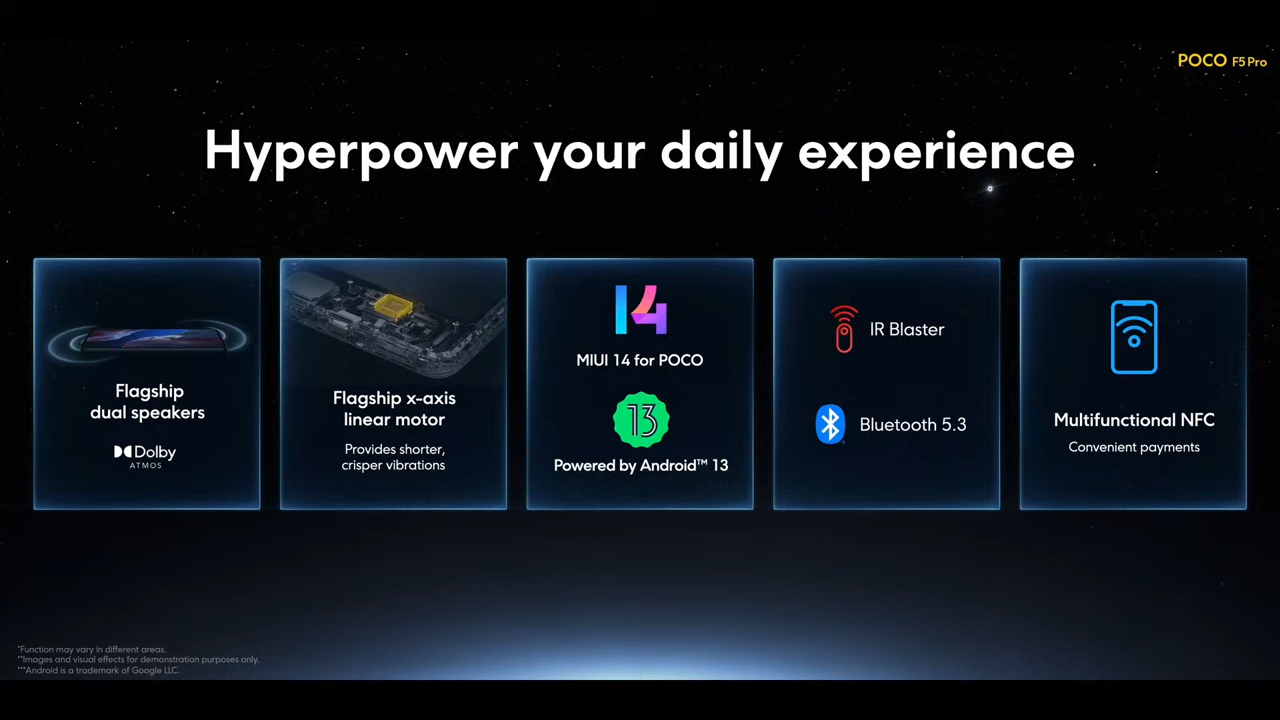 POCO F5 Pro
Hyperpower your daily experience
Flagship
dual speakers
Dolby
ATMOS
Flagship x-axis
linear motor
Provides shorter,
crisper vibrations
14
MIUI 14 for POCO
13
Powered by Android™ 13
IR Blaster
Bluetooth 5.3
Multifunctional NFC
Convenient payments
*Function may vary in different areas.
**Images and visual effects for demonstration purposes only.
***Android is a trademark of Google LLC.